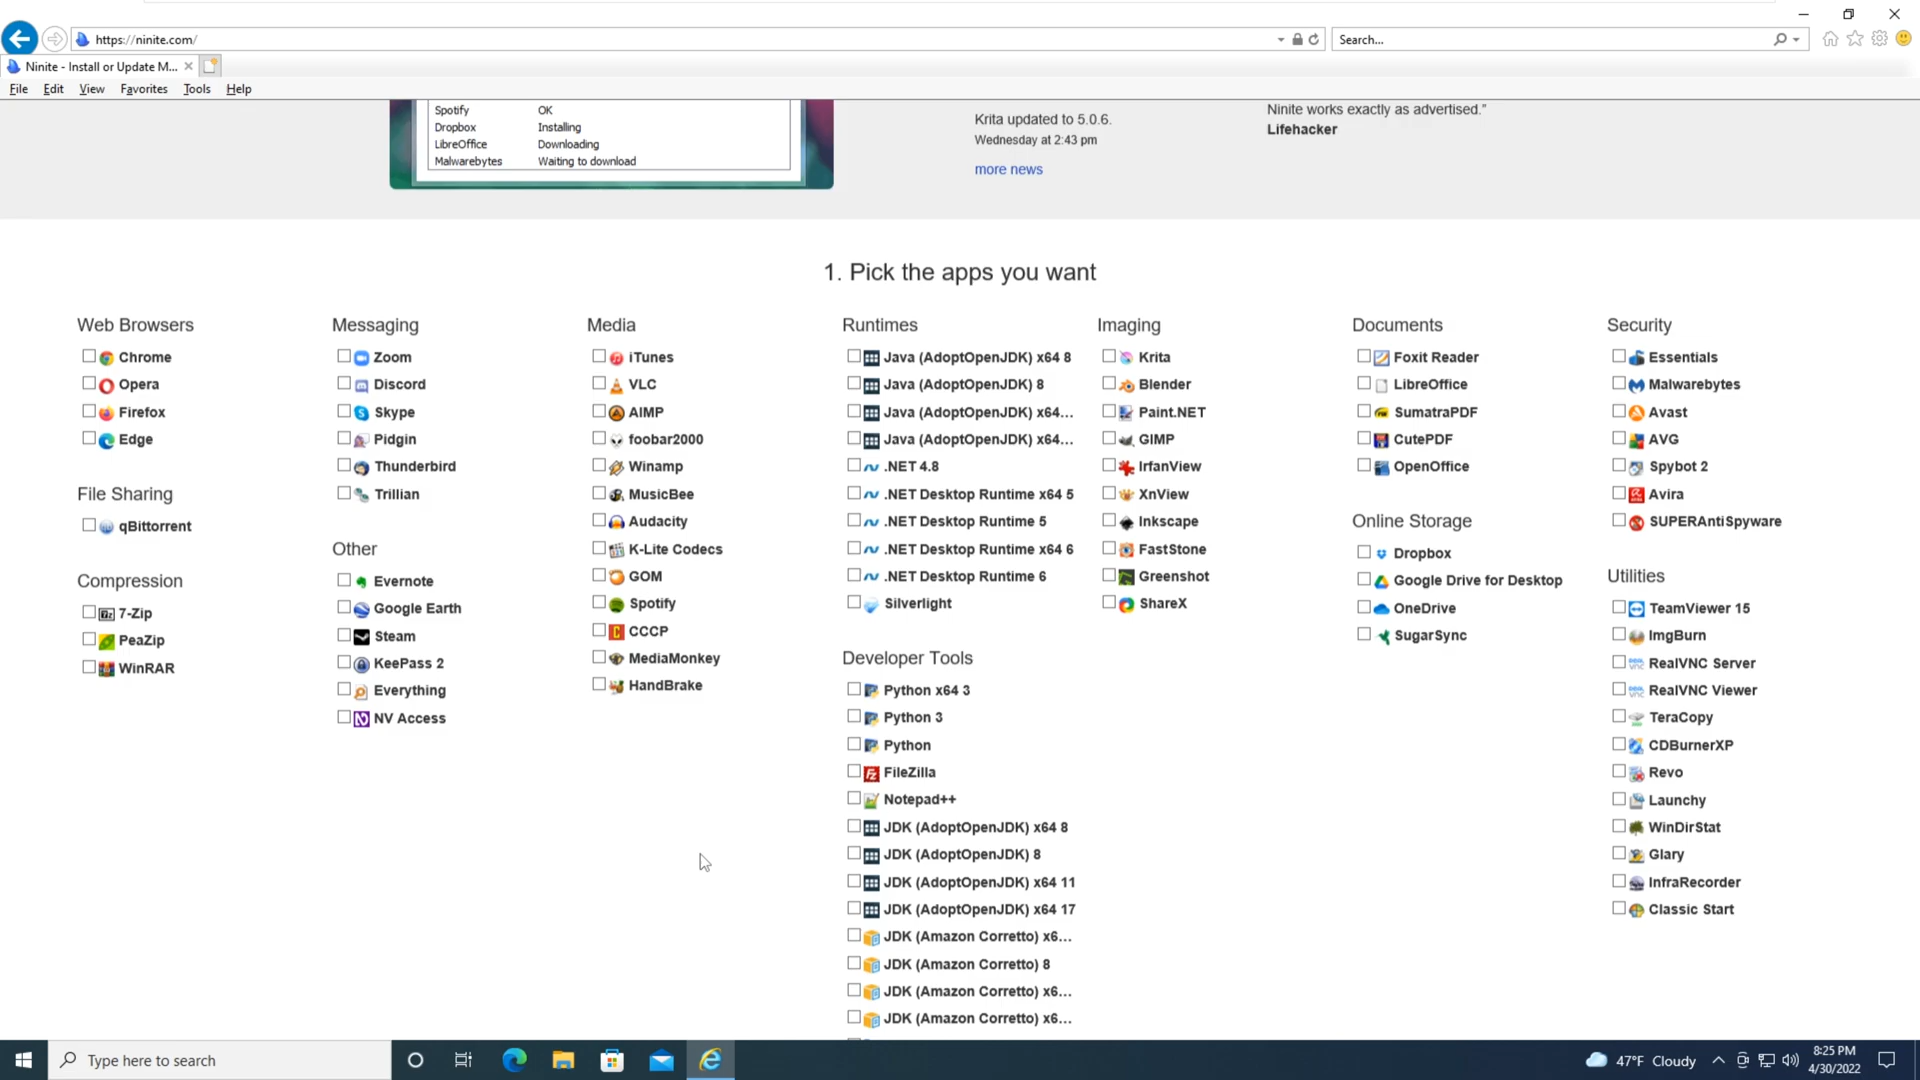 https://ninite.com/
Search...
Ninite - Install or Update M...
File Edit View Favorites Tools Help
Spotify OK
Dropbox Installing
LibreOffice Downloading
Malwarebytes Waiting to download
Krita updated to 5.0.6.
Wednesday at 2:43 pm
more news
Ninite works exactly as advertised."
Lifehacker
1. Pick the apps you want
Web Browsers
Chrome
Opera
Firefox
Edge
File Sharing
qBittorrent
Compression
7-Zip
PeaZip
WinRAR
Messaging
Zoom
Discord
Skype
Pidgin
Thunderbird
Trillian
Other
Evernote
Google Earth
Steam
KeePass 2
Everything
NV Access
Media
iTunes
VLC
AIMP
foobar2000
Winamp
MusicBee
Audacity
K-Lite Codecs
GOM
Spotify
CCCP
MediaMonkey
HandBrake
Runtimes
Java (AdoptOpenJDK) x64 8
Java (AdoptOpenJDK) 8
Java (AdoptOpenJDK) x64...
Java (AdoptOpenJDK) x64...
.NET 4.8
.NET Desktop Runtime x64 5
.NET Desktop Runtime 5
.NET Desktop Runtime x64 6
.NET Desktop Runtime 6
Silverlight
Developer Tools
Python x64 3
Python 3
Python
FileZilla
Notepad++
JDK (AdoptOpenJDK) x64 8
JDK (AdoptOpenJDK) 8
JDK (AdoptOpenJDK) x64 11
JDK (AdoptOpenJDK) x64 17
JDK (Amazon Corretto) x6...
JDK (Amazon Corretto) 8
JDK (Amazon Corretto) x6...
JDK (Amazon Corretto) x6...
Imaging
Krita
Blender
Paint.NET
GIMP
IrfanView
XnView
Inkscape
FastStone
Greenshot
ShareX
Documents
Foxit Reader
LibreOffice
SumatraPDF
CutePDF
OpenOffice
Online Storage
Dropbox
Google Drive for Desktop
OneDrive
SugarSync
Security
Essentials
Malwarebytes
Avast
AVG
Spybot 2
Avira
SUPERAntiSpyware
Utilities
TeamViewer 15
ImgBurn
RealVNC Server
RealVNC Viewer
TeraCopy
CDBurnerXP
Revo
Launchy
WinDirStat
Glary
InfraRecorder
Classic Start
Type here to search
47°F Cloudy
8:25 PM
4/30/2022